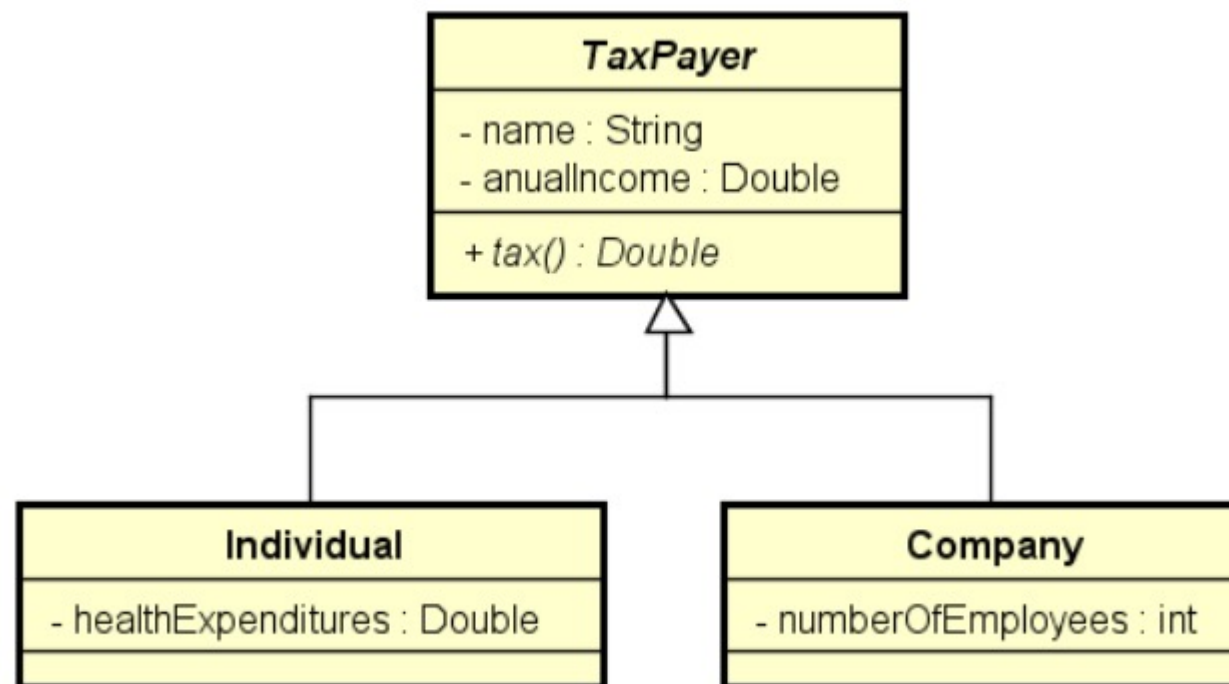 TaxPayer
- name : String
- anualIncome : Double
+ tax() : Double
Individual
- healthExpenditures : Double
Company
- numberOfEmployees : int